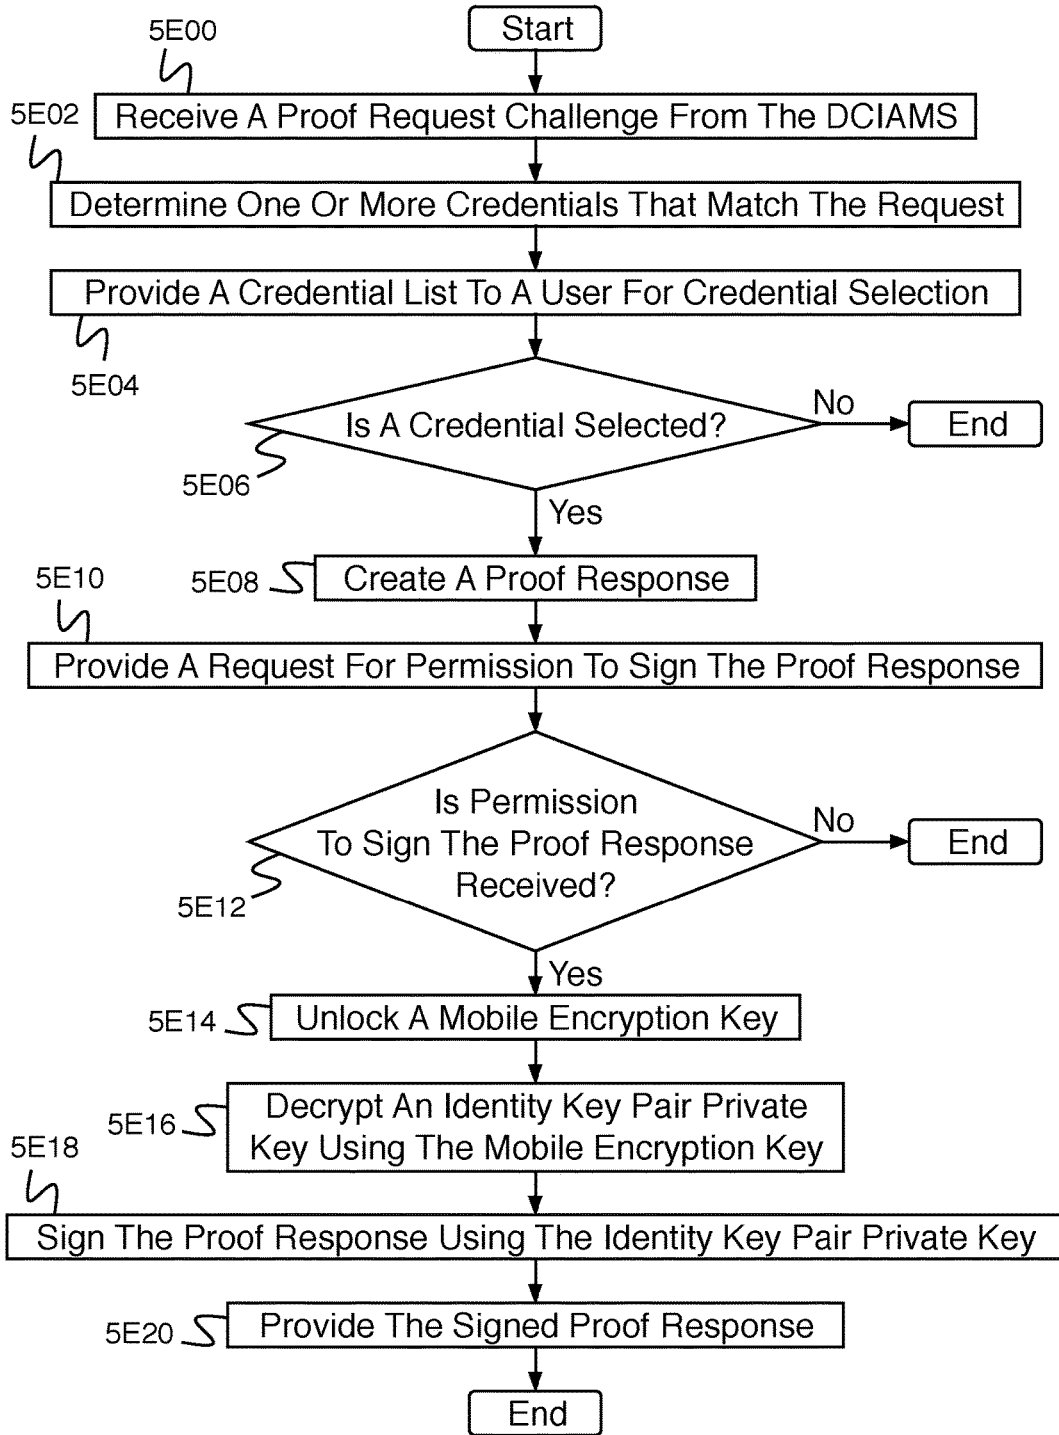 Start
5E00
Receive A Proof Request Challenge From The DCIAMS
5E02
Determine One Or More Credentials That Match The Request
Provide A Credential List To A User For Credential Selection
5E04
Is A Credential Selected?
No
End
5E06
Yes
5E08
Create A Proof Response
5E10
Provide A Request For Permission To Sign The Proof Response
Is Permission
To Sign The Proof Response
Received?
No
End
5E12
Yes
5E14
Unlock A Mobile Encryption Key
5E16
Decrypt An Identity Key Pair Private
Key Using The Mobile Encryption Key
5E18
Sign The Proof Response Using The Identity Key Pair Private Key
5E20
Provide The Signed Proof Response
End